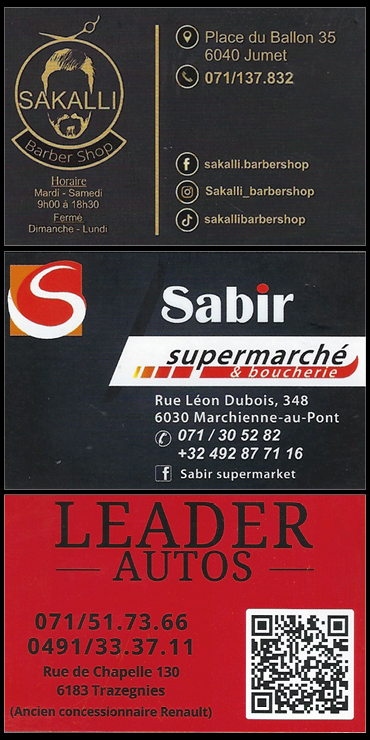 SAKALLI
Barber Shop
Horaire
Mardi - Samedi
9h00 à 18h30
Fermé
Dimanche - Lundi
Place du Ballon 35
6040 Jumet
071/137.832
sakalli.barbershop
Sakalli_barbershop
sakallibarbershop
S
Sabir
supermarché
& boucherie
Rue Léon Dubois, 348
6030 Marchienne-au-Pont
071 / 30 52 82
+32 492 87 71 16
f Sabir supermarket
LEADER
AUTOS
071/51.73.66
0491/33.37.11
Rue de Chapelle 130
6183 Trazegnies
(Ancien concessionnaire Renault)